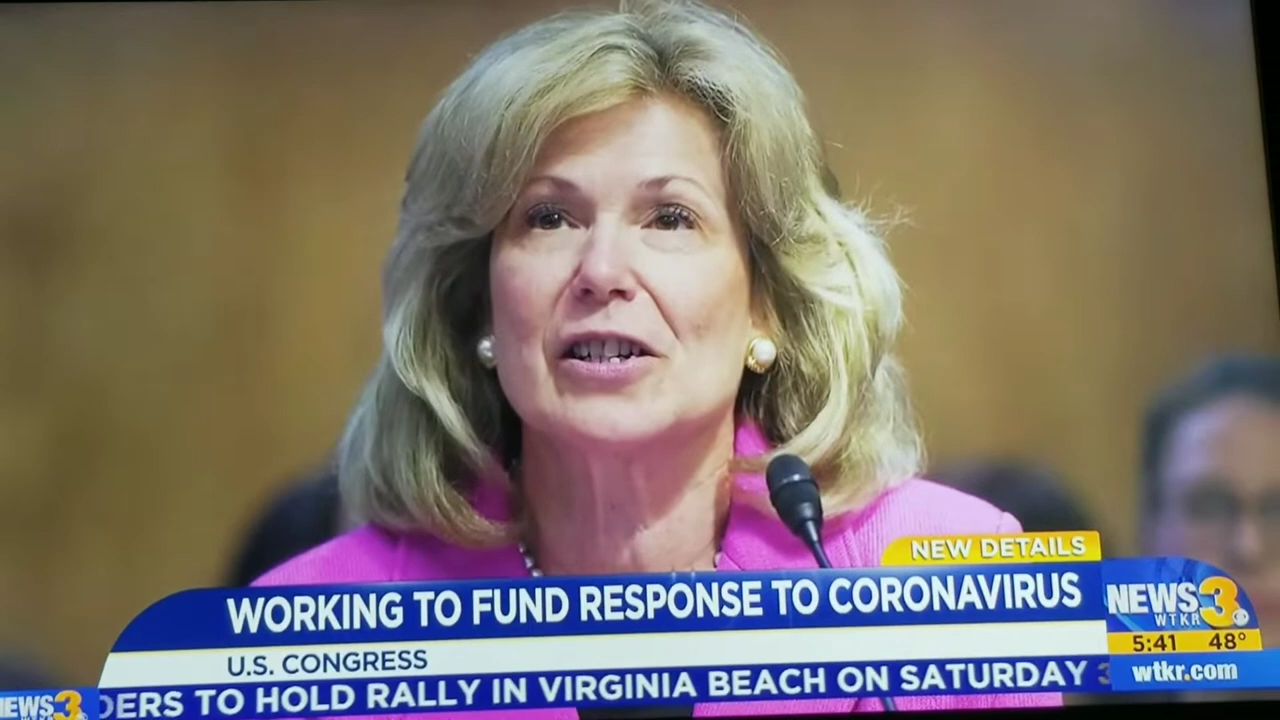 NEW DETAILS
WORKING TO FUND RESPONSE TO CORONAVIRUS
NEWS 3
WTKR
U.S. CONGRESS
5:41 48°
wtkr.com
NEWS 3
DERS TO HOLD RALLY IN VIRGINIA BEACH ON SATURDAY